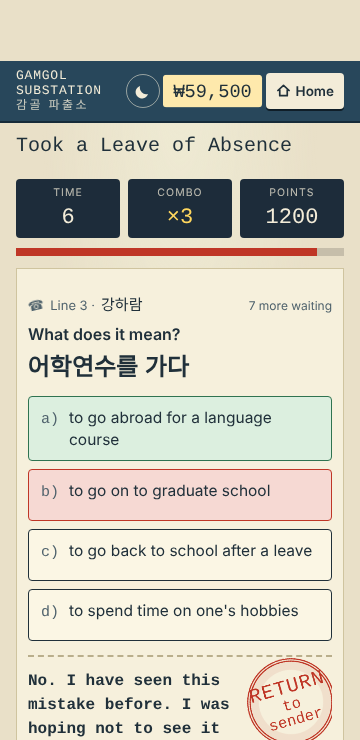 GAMGOL
SUBSTATION
감골 파출소
₩59,500
Home
Took a Leave of Absence
TIME
6
COMBO
×3
POINTS
1200
☎ Line 3 · 강하람
7 more waiting
What does it mean?
어학연수를 가다
a) to go abroad for a language
course
b) to go on to graduate school
c) to go back to school after a leave
d) to spend time on one's hobbies
No. I have seen this
mistake before. I was
hoping not to see it
RETURN
to
sender